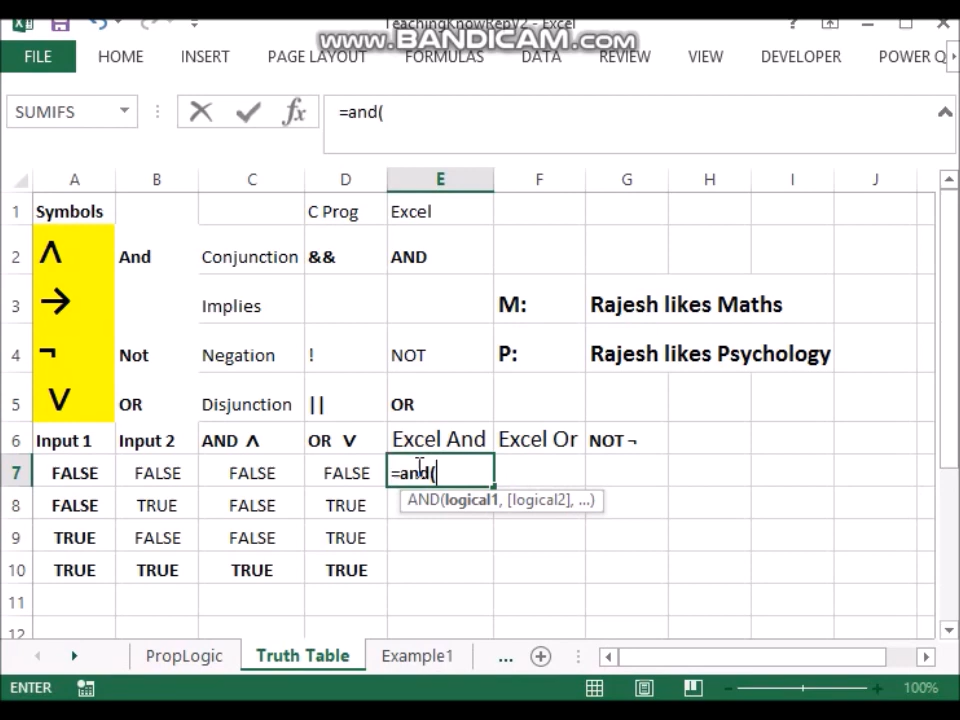 TeachingKnowRepV2 - Excel
www.BANDICAM.com
FILE HOME INSERT PAGE LAYOUT FORMULAS DATA REVIEW VIEW DEVELOPER POWER Q
SUMIFS fx =and(
A B C D E F G H I J
1 Symbols C Prog Excel
2 ∧ And Conjunction && AND
3 → Implies M: Rajesh likes Maths
4 ¬ Not Negation ! NOT P: Rajesh likes Psychology
5 ∨ OR Disjunction || OR
6 Input 1 Input 2 AND ∧ OR ∨ Excel And Excel Or NOT ¬
7 FALSE FALSE FALSE FALSE =and(
AND(logical1, [logical2], ...)
8 FALSE TRUE FALSE TRUE
9 TRUE FALSE FALSE TRUE
10 TRUE TRUE TRUE TRUE
11
12
PropLogic Truth Table Example1 ...
ENTER 100%